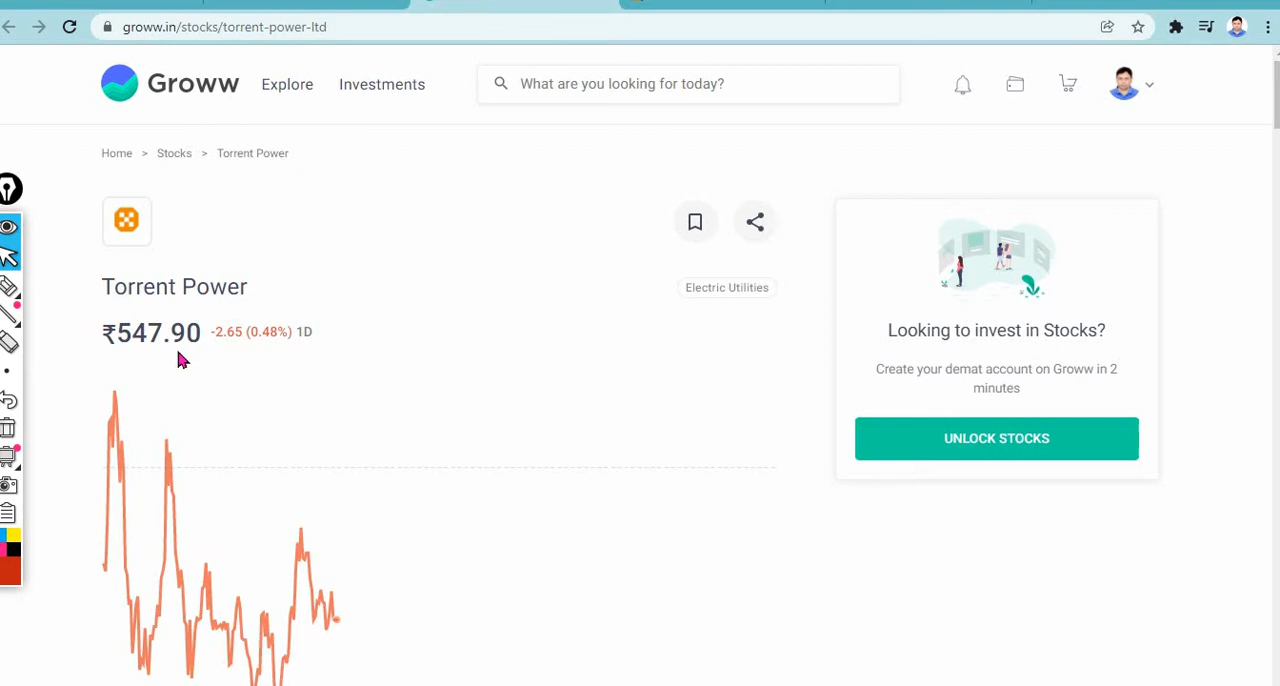 groww.in/stocks/torrent-power-ltd
Groww Explore Investments What are you looking for today?
Home > Stocks > Torrent Power
Torrent Power
Electric Utilities
₹547.90 -2.65 (0.48%) 1D
Looking to invest in Stocks?
Create your demat account on Groww in 2
minutes
UNLOCK STOCKS